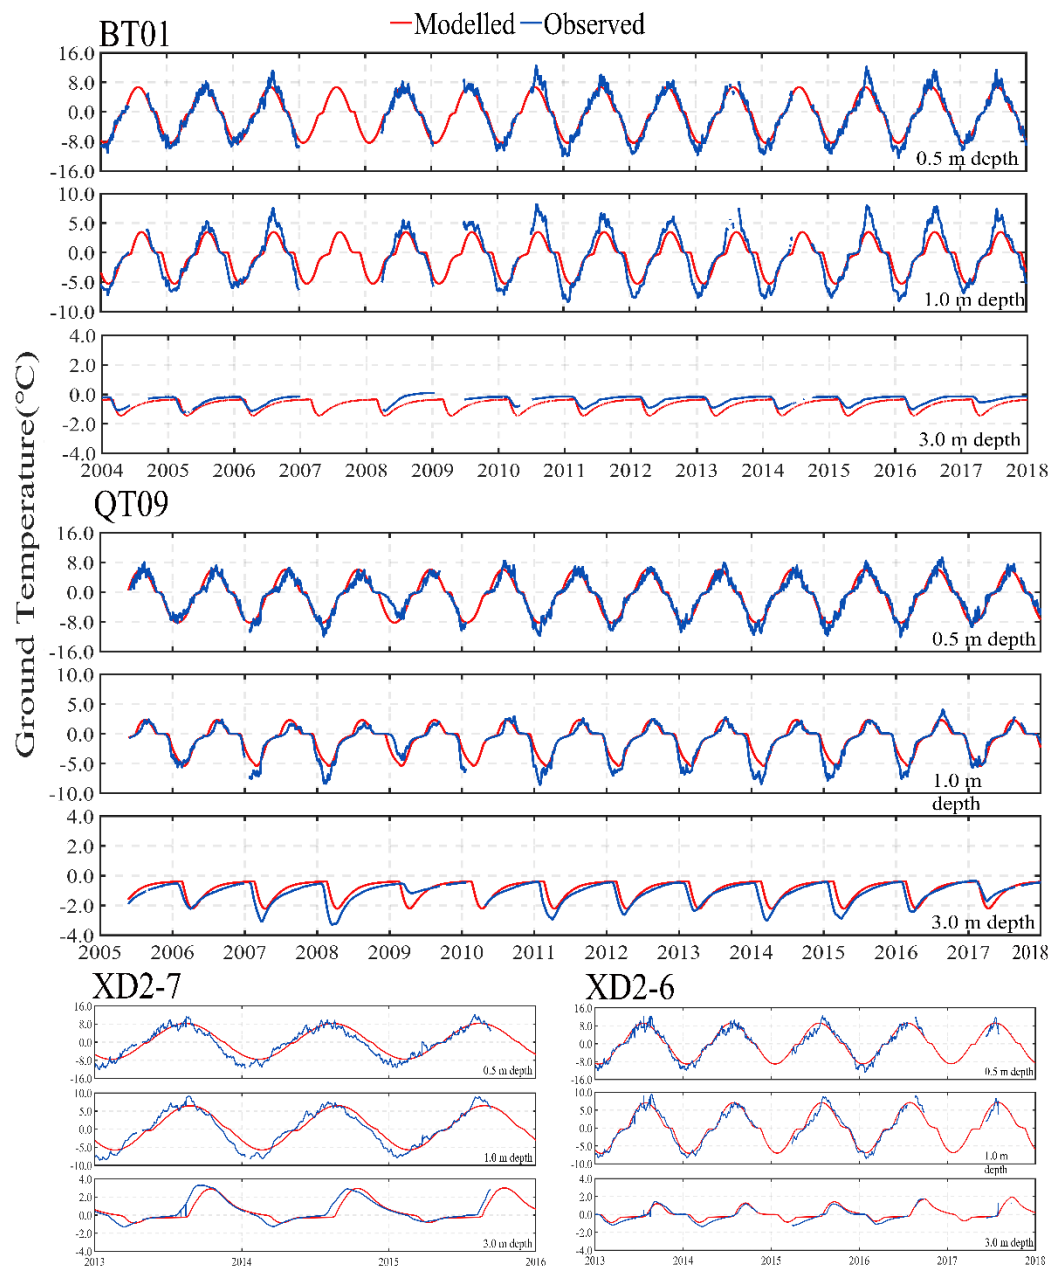 Modelled Observed
BT01
16.0
8.0
0.0
-8.0
-16.0
0.5 m depth
10.0
5.0
0.0
-5.0
-10.0
1.0 m depth
4.0
2.0
0.0
-2.0
-4.0
3.0 m depth
2004 2005 2006 2007 2008 2009 2010 2011 2012 2013 2014 2015 2016 2017 2018
Ground Temperature(°C)
QT09
16.0
8.0
0.0
-8.0
-16.0
0.5 m depth
10.0
5.0
0.0
-5.0
-10.0
1.0 m
depth
4.0
2.0
0.0
-2.0
-4.0
3.0 m depth
2005 2006 2007 2008 2009 2010 2011 2012 2013 2014 2015 2016 2017 2018
XD2-7
16.0
8.0
0.0
-8.0
-16.0
0.5 m depth
10.0
5.0
0.0
-5.0
-10.0
1.0 m depth
4.0
2.0
0.0
-2.0
-4.0
3.0 m depth
2013 2014 2015 2016
XD2-6
16.0
8.0
0.0
-8.0
-16.0
0.5 m depth
10.0
5.0
0.0
-5.0
-10.0
1.0 m
depth
4.0
2.0
0.0
-2.0
-4.0
3.0 m depth
2013 2014 2015 2016 2017 2018